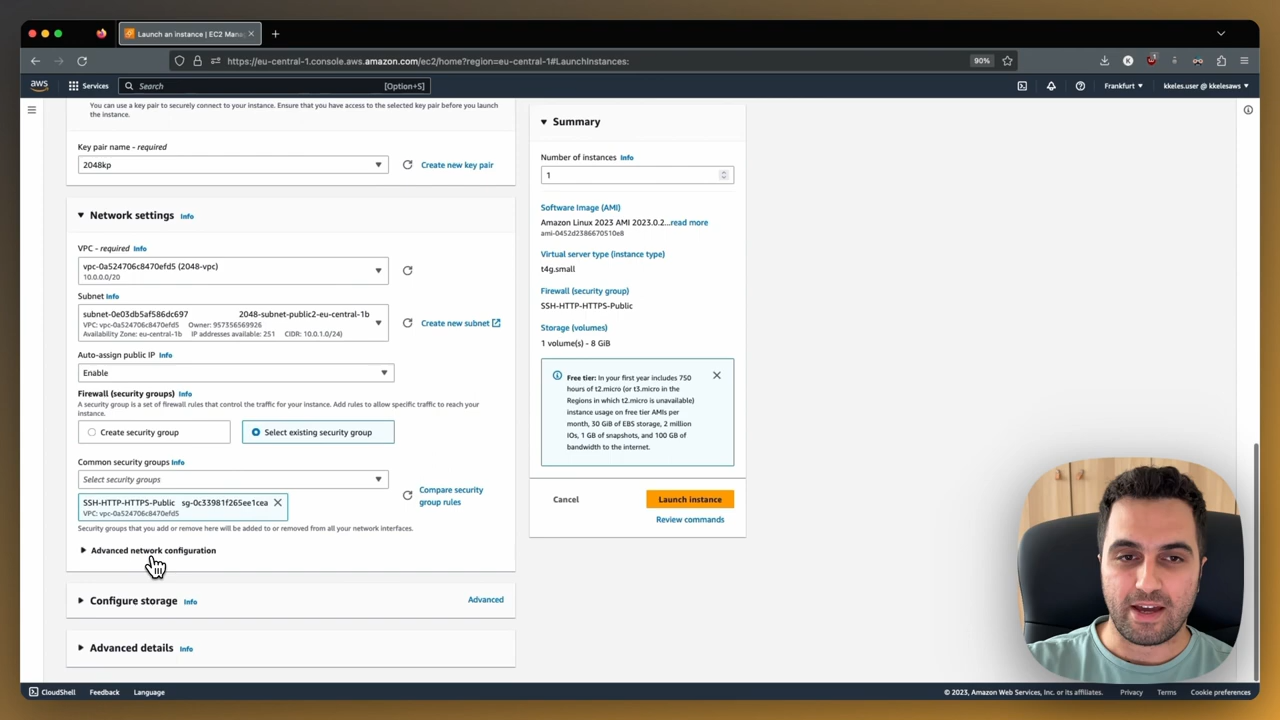 Launch an instance | EC2 Mana
https://eu-central-1.console.aws.amazon.com/ec2/home?region=eu-central-1#LaunchInstances:
90%
aws
Services
Search
[Option+S]
Frankfurt
kkeles.user @ kkelesaws
You can use a key pair to securely connect to your instance. Ensure that you have access to the selected key pair before you launch
the instance.
Key pair name - required
2048kp
Create new key pair
Network settings Info
VPC - required Info
vpc-0a524706c8470efd5 (2048-vpc)
10.0.0.0/20
Subnet Info
subnet-0e03db5af586dc697 2048-subnet-public2-eu-central-1b
VPC: vpc-0a524706c8470efd5 Owner: 957356569926
Availability Zone: eu-central-1b IP addresses available: 251 CIDR: 10.0.1.0/24)
Create new subnet
Auto-assign public IP Info
Enable
Firewall (security groups) Info
A security group is a set of firewall rules that control the traffic for your instance. Add rules to allow specific traffic to reach your
instance.
Create security group
Select existing security group
Common security groups Info
Select security groups
SSH-HTTP-HTTPS-Public sg-0c33981f265ee1cea
VPC: vpc-0a524706c8470efd5
Compare security
group rules
Security groups that you add or remove here will be added to or removed from all your network interfaces.
Advanced network configuration
Configure storage Info
Advanced
Advanced details Info
Summary
Number of instances Info
1
Software Image (AMI)
Amazon Linux 2023 AMI 2023.0.2...read more
ami-0452d2386670510e8
Virtual server type (instance type)
t4g.small
Firewall (security group)
SSH-HTTP-HTTPS-Public
Storage (volumes)
1 volume(s) - 8 GiB
Free tier: In your first year includes 750
hours of t2.micro (or t3.micro in the
Regions in which t2.micro is unavailable)
instance usage on free tier AMIs per
month, 30 GiB of EBS storage, 2 million
IOs, 1 GB of snapshots, and 100 GB of
bandwidth to the internet.
Cancel
Launch instance
Review commands
CloudShell
Feedback
Language
© 2023, Amazon Web Services, Inc. or its affiliates.
Privacy
Terms
Cookie preferences